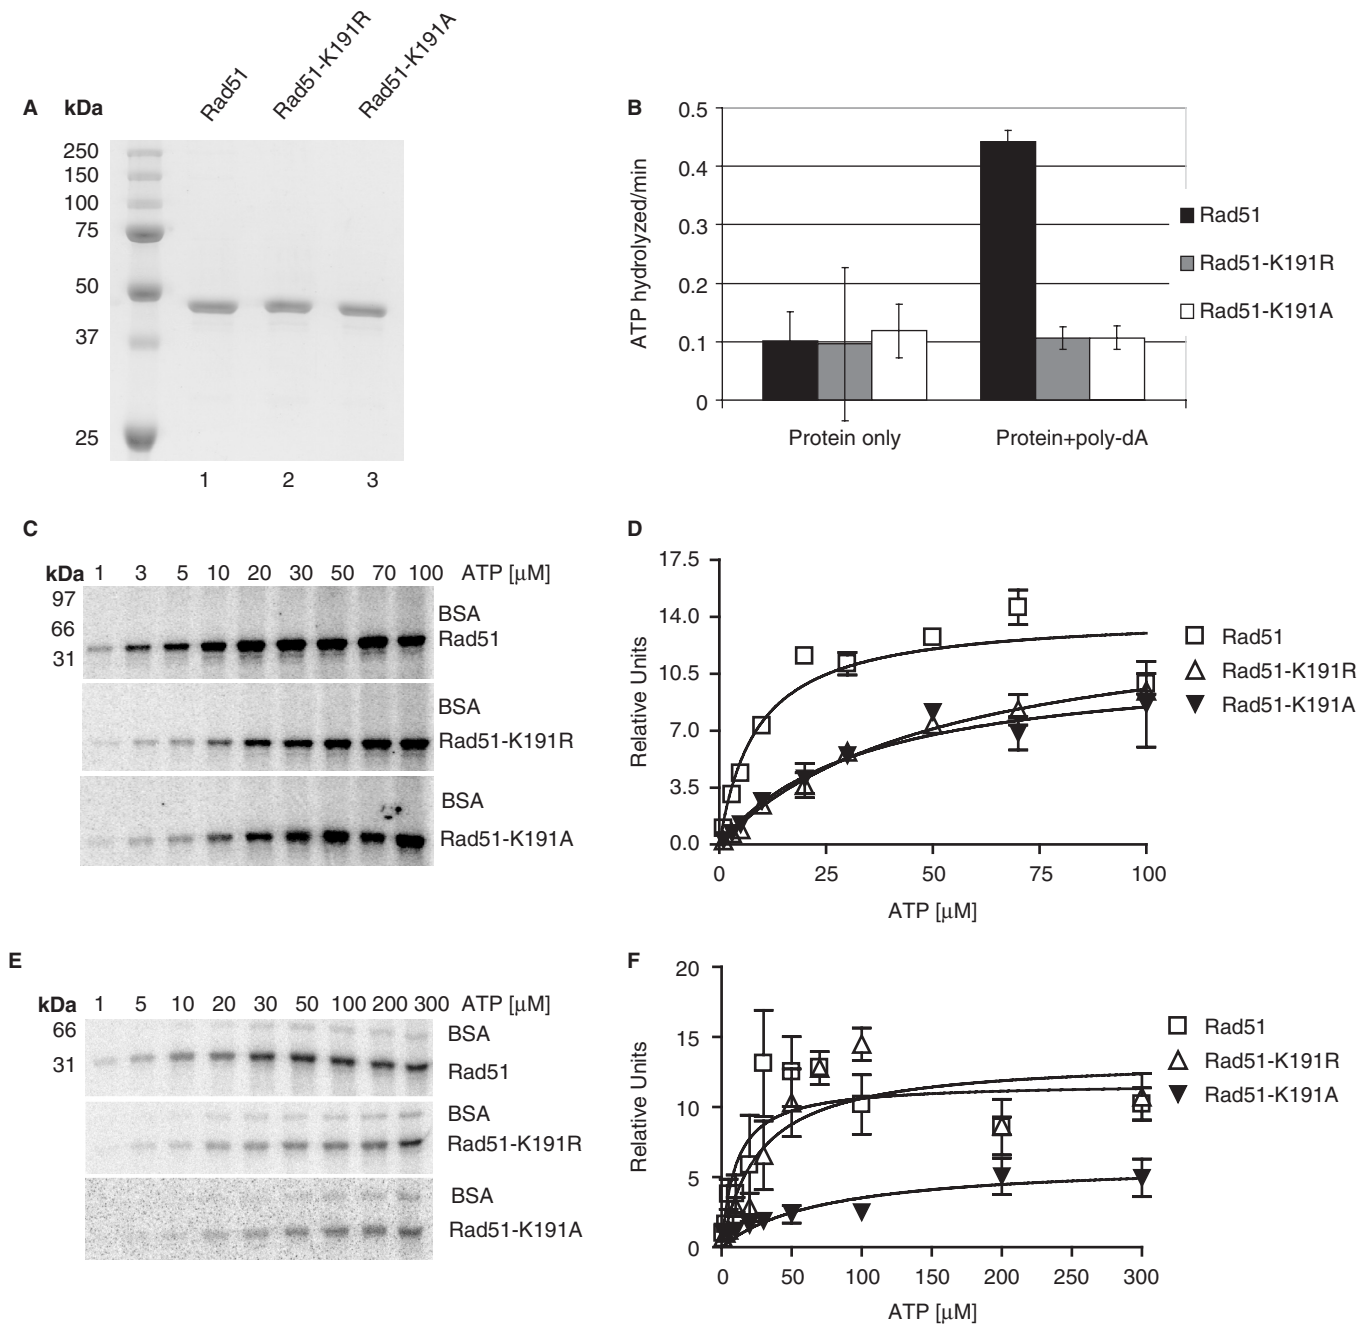 A
kDa
Rad51
Rad51-K191R
Rad51-K191A
250
150
100
75
50
37
25
1 2 3
B
ATP hydrolyzed/min
0.5
0.4
0.3
0.2
0.1
0
Protein only
Protein+poly-dA
Rad51
Rad51-K191R
Rad51-K191A
C
kDa 1 3 5 10 20 30 50 70 100 ATP [μM]
97
66
31
BSA
Rad51
BSA
Rad51-K191R
BSA
Rad51-K191A
D
Relative Units
17.5
14.0
10.5
7.0
3.5
0.0
0 25 50 75 100
ATP [μM]
Rad51
Rad51-K191R
Rad51-K191A
E
kDa 1 5 10 20 30 50 100 200 300 ATP [μM]
66
31
BSA
Rad51
BSA
Rad51-K191R
BSA
Rad51-K191A
F
Relative Units
20
15
10
5
0
0 50 100 150 200 250 300
ATP [μM]
Rad51
Rad51-K191R
Rad51-K191A